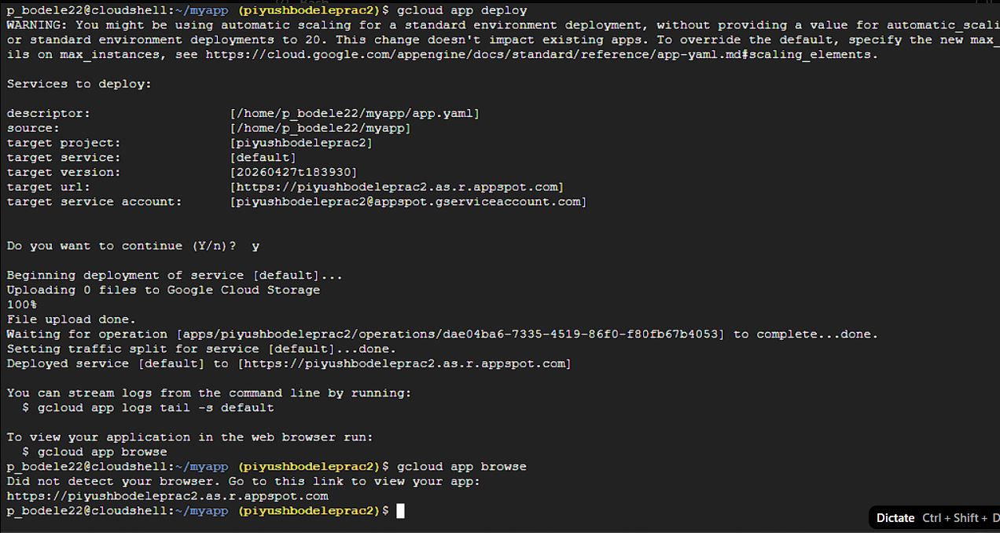 p_bodele22@cloudshell:~/myapp (piyushbodeleprac2)$ gcloud app deploy
WARNING: You might be using automatic scaling for a standard environment deployment, without providing a value for automatic_scali
or standard environment deployments to 20. This change doesn't impact existing apps. To override the default, specify the new max_
ils on max_instances, see https://cloud.google.com/appengine/docs/standard/reference/app-yaml.md#scaling_elements.
Services to deploy:
descriptor: [/home/p_bodele22/myapp/app.yaml]
source: [/home/p_bodele22/myapp]
target project: [piyushbodeleprac2]
target service: [default]
target version: [20260427t183930]
target url: [https://piyushbodeleprac2.as.r.appspot.com]
target service account: [piyushbodeleprac2@appspot.gserviceaccount.com]
Do you want to continue (Y/n)? y
Beginning deployment of service [default]...
Uploading 0 files to Google Cloud Storage
100%
File upload done.
Waiting for operation [apps/piyushbodeleprac2/operations/dae04ba6-7335-4519-86f0-f80fb67b4053] to complete...done.
Setting traffic split for service [default]...done.
Deployed service [default] to [https://piyushbodeleprac2.as.r.appspot.com]
You can stream logs from the command line by running:
$ gcloud app logs tail -s default
To view your application in the web browser run:
$ gcloud app browse
p_bodele22@cloudshell:~/myapp (piyushbodeleprac2)$ gcloud app browse
Did not detect your browser. Go to this link to view your app:
https://piyushbodeleprac2.as.r.appspot.com
p_bodele22@cloudshell:~/myapp (piyushbodeleprac2)$
Dictate Ctrl + Shift + D